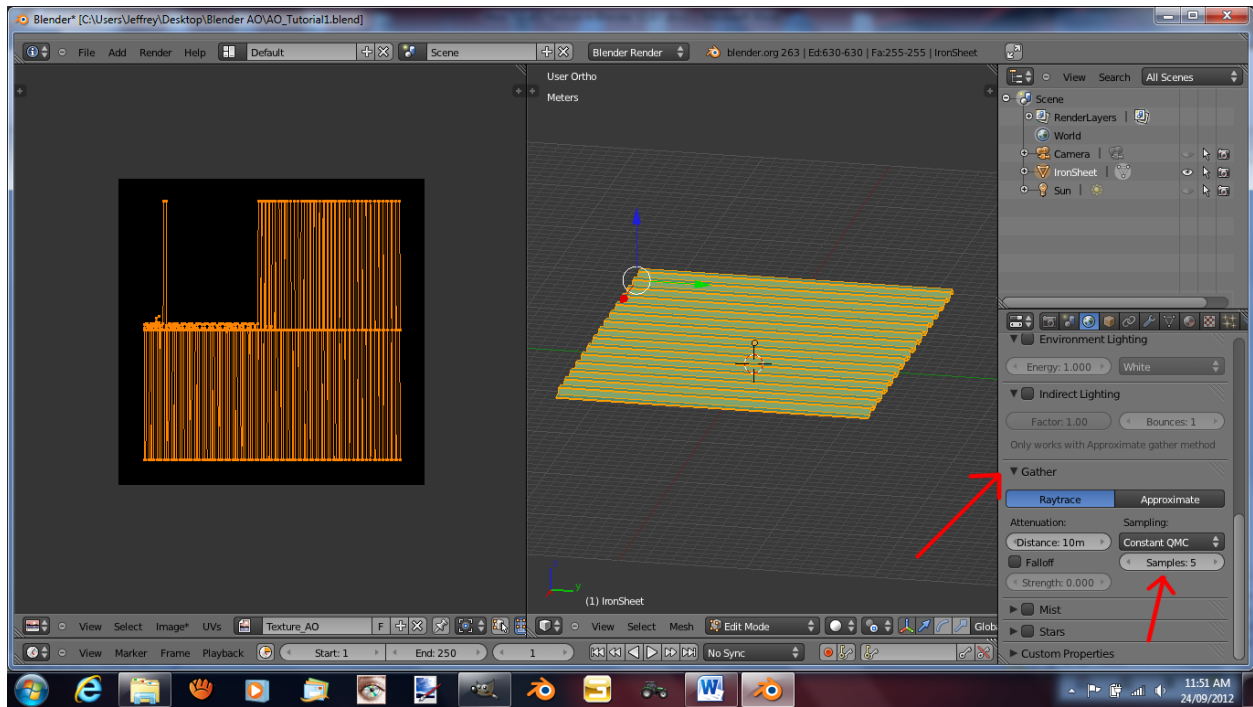 Blender* [C:\Users\Jeffrey\Desktop\Blender AO\AO_Tutorial1.blend]
File Add Render Help Default Scene Blender Render blender.org 263 | Ed:630-630 | Fa:255-255 | IronSheet
User Ortho
Meters
(1) IronSheet
View Search All Scenes
Scene
RenderLayers
World
Camera
IronSheet
Sun
Environment Lighting
Energy: 1.000 White
Indirect Lighting
Factor: 1.00 Bounces: 1
Only works with Approximate gather method
Gather
Raytrace Approximate
Attenuation: Sampling:
Distance: 10m Constant QMC
Falloff Samples: 5
Strength: 0.000
Mist
Stars
Custom Properties
View Select Image* UVs Texture_AO F
View Select Mesh Edit Mode Glob
View Marker Frame Playback Start: 1 End: 250 1 No Sync
11:51 AM
24/09/2012